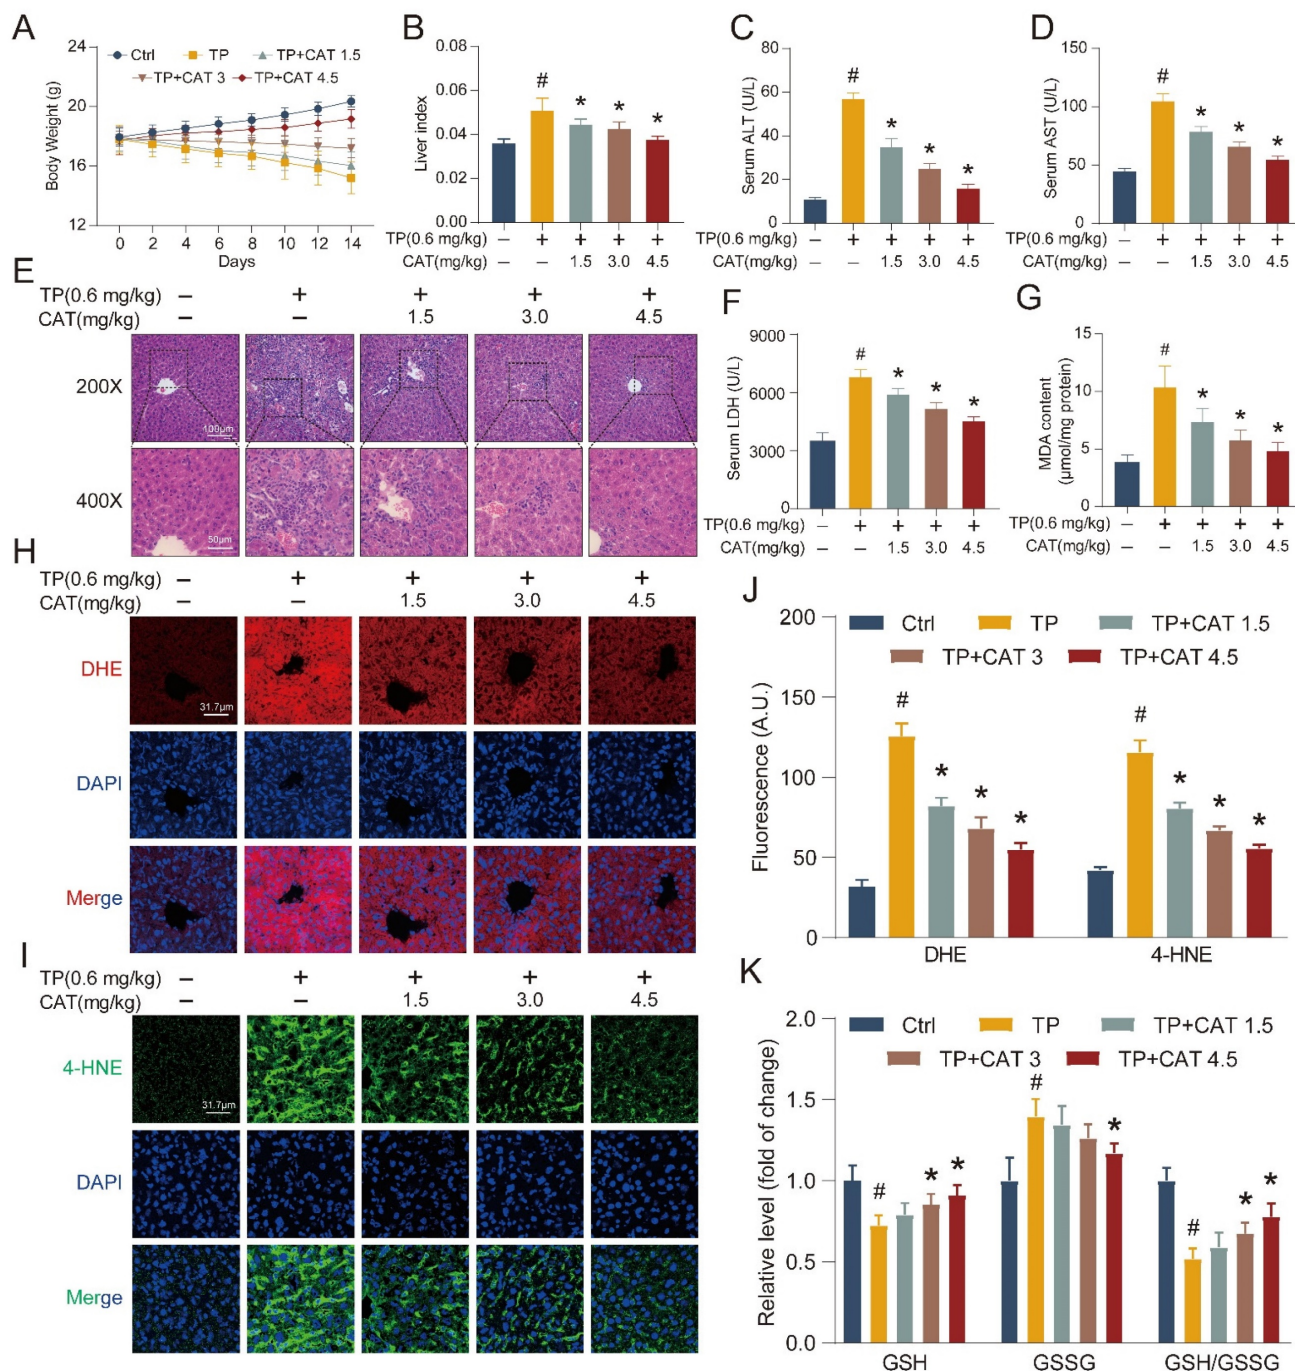 A
24
20
16
12
Body Weight (g)
Ctrl TP TP+CAT 1.5
TP+CAT 3 TP+CAT 4.5
0 2 4 6 8 10 12 14
Days
B
0.08
0.06
0.04
0.02
0.00
Liver index
# * * *
TP(0.6 mg/kg) – + + + +
CAT(mg/kg) – – 1.5 3.0 4.5
C
80
60
40
20
0
Serum ALT (U/L)
# * * *
TP(0.6 mg/kg) – + + + +
CAT(mg/kg) – – 1.5 3.0 4.5
D
150
100
50
0
Serum AST (U/L)
# * * *
TP(0.6 mg/kg) – + + + +
CAT(mg/kg) – – 1.5 3.0 4.5
E
TP(0.6 mg/kg) – + + + +
CAT(mg/kg) – – 1.5 3.0 4.5
200X
100μm
400X
50μm
F
9000
6000
3000
0
Serum LDH (U/L)
# * * *
TP(0.6 mg/kg) – + + + +
CAT(mg/kg) – – 1.5 3.0 4.5
G
15
10
5
0
MDA content
(μmol/mg protein)
# * * *
TP(0.6 mg/kg) – + + + +
CAT(mg/kg) – – 1.5 3.0 4.5
H
TP(0.6 mg/kg) – + + + +
CAT(mg/kg) – – 1.5 3.0 4.5
DHE
31.7μm
DAPI
Merge
I
TP(0.6 mg/kg) – + + + +
CAT(mg/kg) – – 1.5 3.0 4.5
4-HNE
31.7μm
DAPI
Merge
J
200
150
100
50
0
Fluorescence (A.U.)
Ctrl TP TP+CAT 1.5
TP+CAT 3 TP+CAT 4.5
# * * * # * * *
DHE 4-HNE
K
2.0
1.5
1.0
0.5
0.0
Relative level (fold of change)
Ctrl TP TP+CAT 1.5
TP+CAT 3 TP+CAT 4.5
# * * # * # * *
GSH GSSG GSH/GSSG